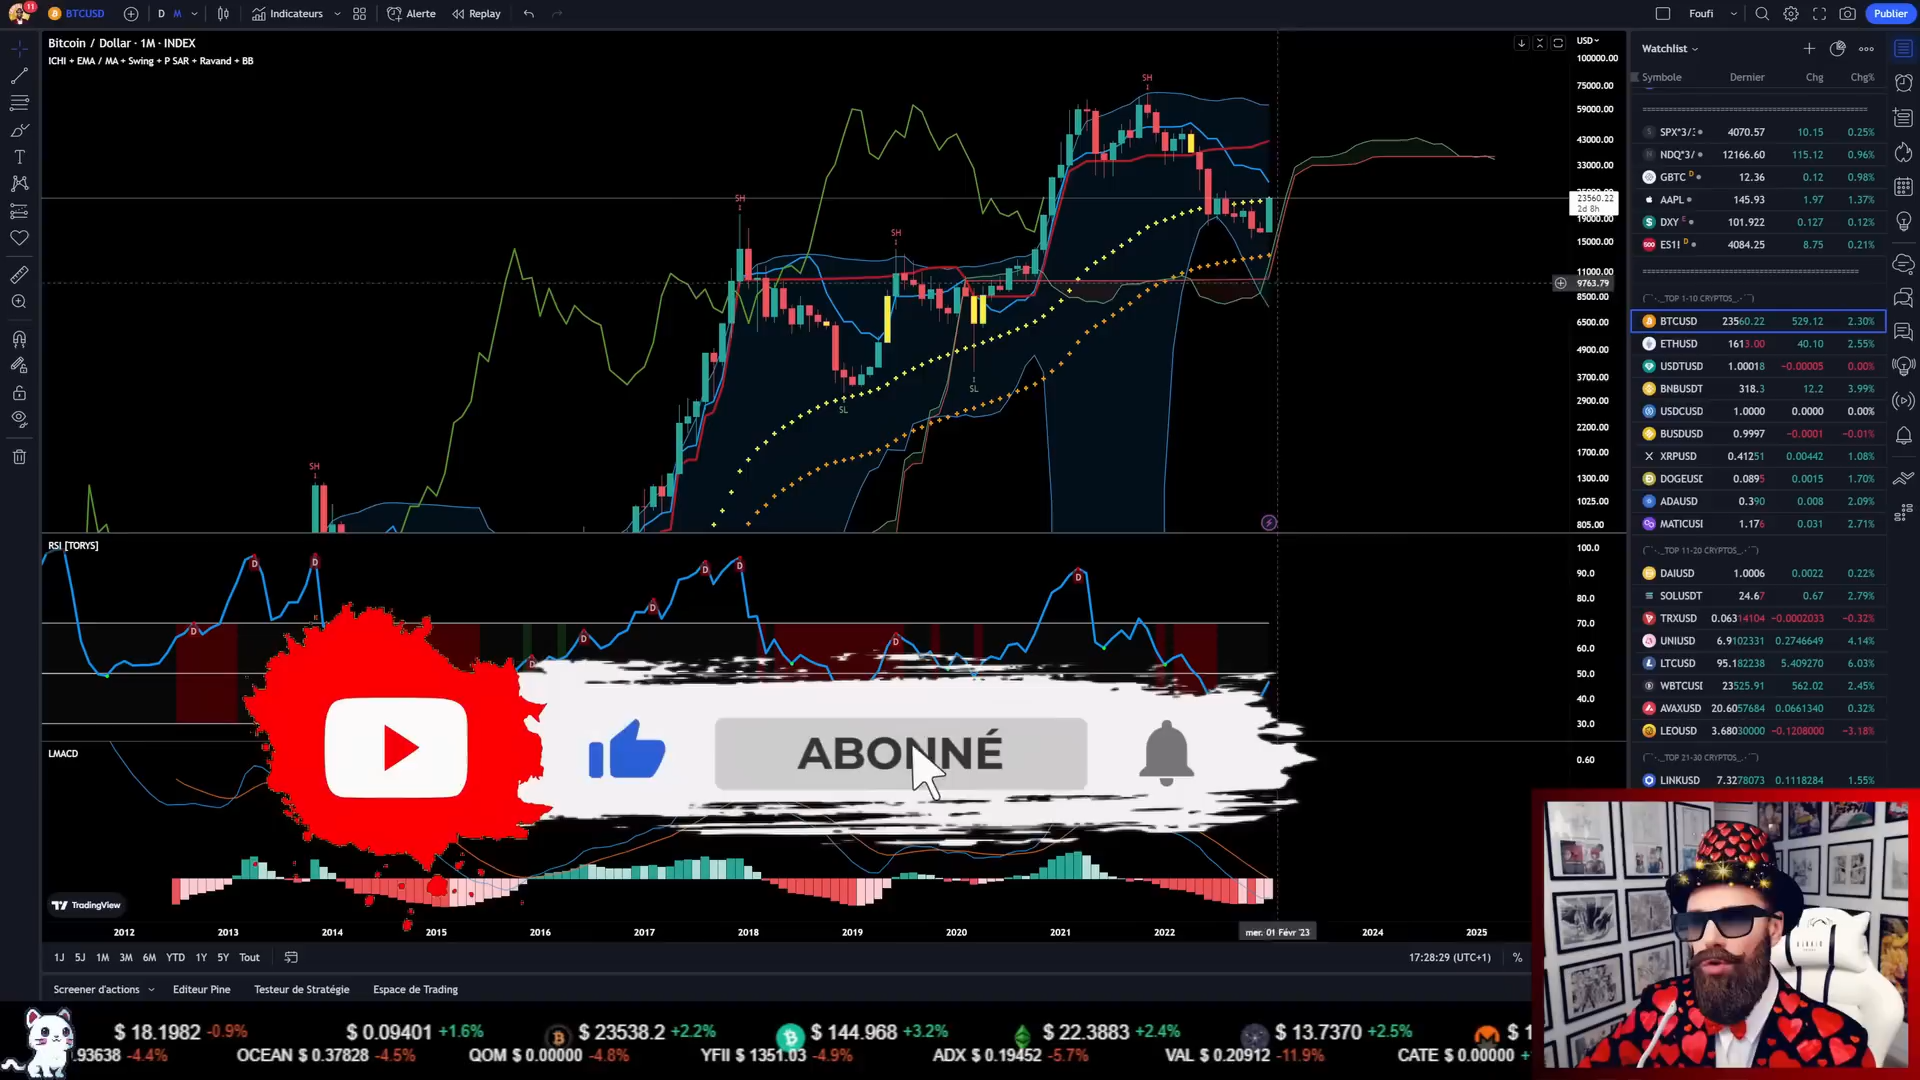 11 BTCUSD D M Indicateurs Alerte Replay Foufi Publier
Bitcoin / Dollar · 1M · INDEX
ICHI + EMA / MA + Swing + P SAR + Ravand + BB
USD
100000.00
75000.00
59000.00
43000.00
33000.00
23560.22
2d 8h
19000.00
15000.00
11000.00
9763.79
8500.00
6500.00
4900.00
3700.00
2900.00
2200.00
1700.00
1300.00
1025.00
805.00
SH
SH
SH
SH
SL
SL
RSI [TORYS]
D D D D D D D D D
100.0
90.0
80.0
70.0
60.0
50.0
40.0
30.0
LMACD
0.60
ABONNÉ
TradingView
2012 2013 2014 2015 2016 2017 2018 2019 2020 2021 2022 mer. 01 Févr '23 2024 2025
1J 5J 1M 3M 6M YTD 1Y 5Y Tout
17:28:29 (UTC+1) %
Screener d'actions Editeur Pine Testeur de Stratégie Espace de Trading
Watchlist
Symbole Dernier Chg Chg%
SPX*3/: 4070.57 10.15 0.25%
NDQ*3/ 12166.60 115.12 0.96%
GBTC D 12.36 0.12 0.98%
AAPL 145.93 1.97 1.37%
DXY E 101.922 0.127 0.12%
ES1! D 4084.25 8.75 0.21%
_TOP 1-10 CRYPTOS_
BTCUSD 23560.22 529.12 2.30%
ETHUSD 1613.00 40.10 2.55%
USDTUSD 1.00018 −0.00005 0.00%
BNBUSDT 318.3 12.2 3.99%
USDCUSD 1.0000 0.0000 0.00%
BUSDUSD 0.9997 −0.0001 −0.01%
XRPUSD 0.41251 0.00442 1.08%
DOGEUSD 0.0895 0.0015 1.70%
ADAUSD 0.390 0.008 2.09%
MATICUSI 1.176 0.031 2.71%
_TOP 11-20 CRYPTOS_
DAIUSD 1.0006 0.0022 0.22%
SOLUSDT 24.67 0.67 2.79%
TRXUSD 0.06314104 −0.0002033 −0.32%
UNIUSD 6.9102331 0.2746649 4.14%
LTCUSD 95.182238 5.409270 6.03%
WBTCUSI 23525.91 562.02 2.45%
AVAXUSD 20.6057684 0.0661340 0.32%
LEOUSD 3.68030000 −0.1208000 −3.18%
_TOP 21-30 CRYPTOS_
LINKUSD 7.3278073 0.1118284 1.55%
$ 18.1982 -0.9% $ 0.09401 +1.6% $ 23538.2 +2.2% $ 144.968 +3.2% $ 22.3883 +2.4% $ 13.7370 +2.5% $ 1
.93638 -4.4% OCEAN $ 0.37828 -4.5% QOM $ 0.00000 -4.8% YFII $ 1351.03 -4.9% ADX $ 0.19452 -5.7% VAL $ 0.20912 -11.9% CATE $ 0.00000